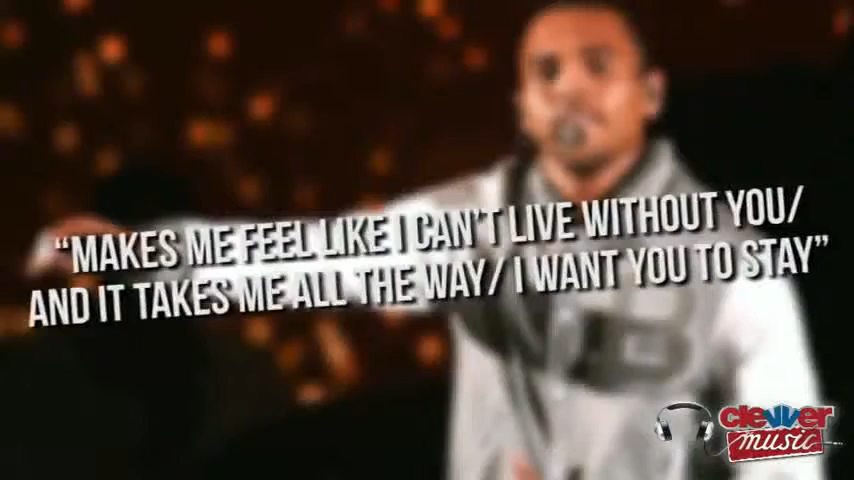 “MAKES ME FEEL LIKE I CAN’T LIVE WITHOUT YOU/
AND IT TAKES ME ALL THE WAY/ I WANT YOU TO STAY”
clevver
music